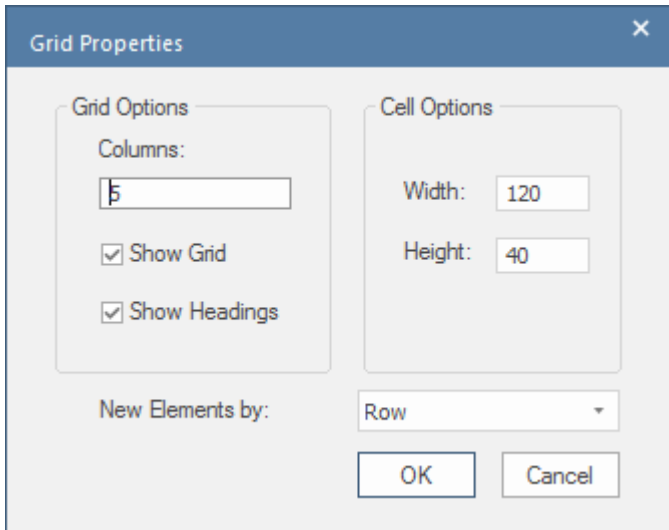 Grid Properties
Grid Options
Columns:
5
Show Grid
Show Headings
Cell Options
Width: 120
Height: 40
New Elements by: Row
OK Cancel